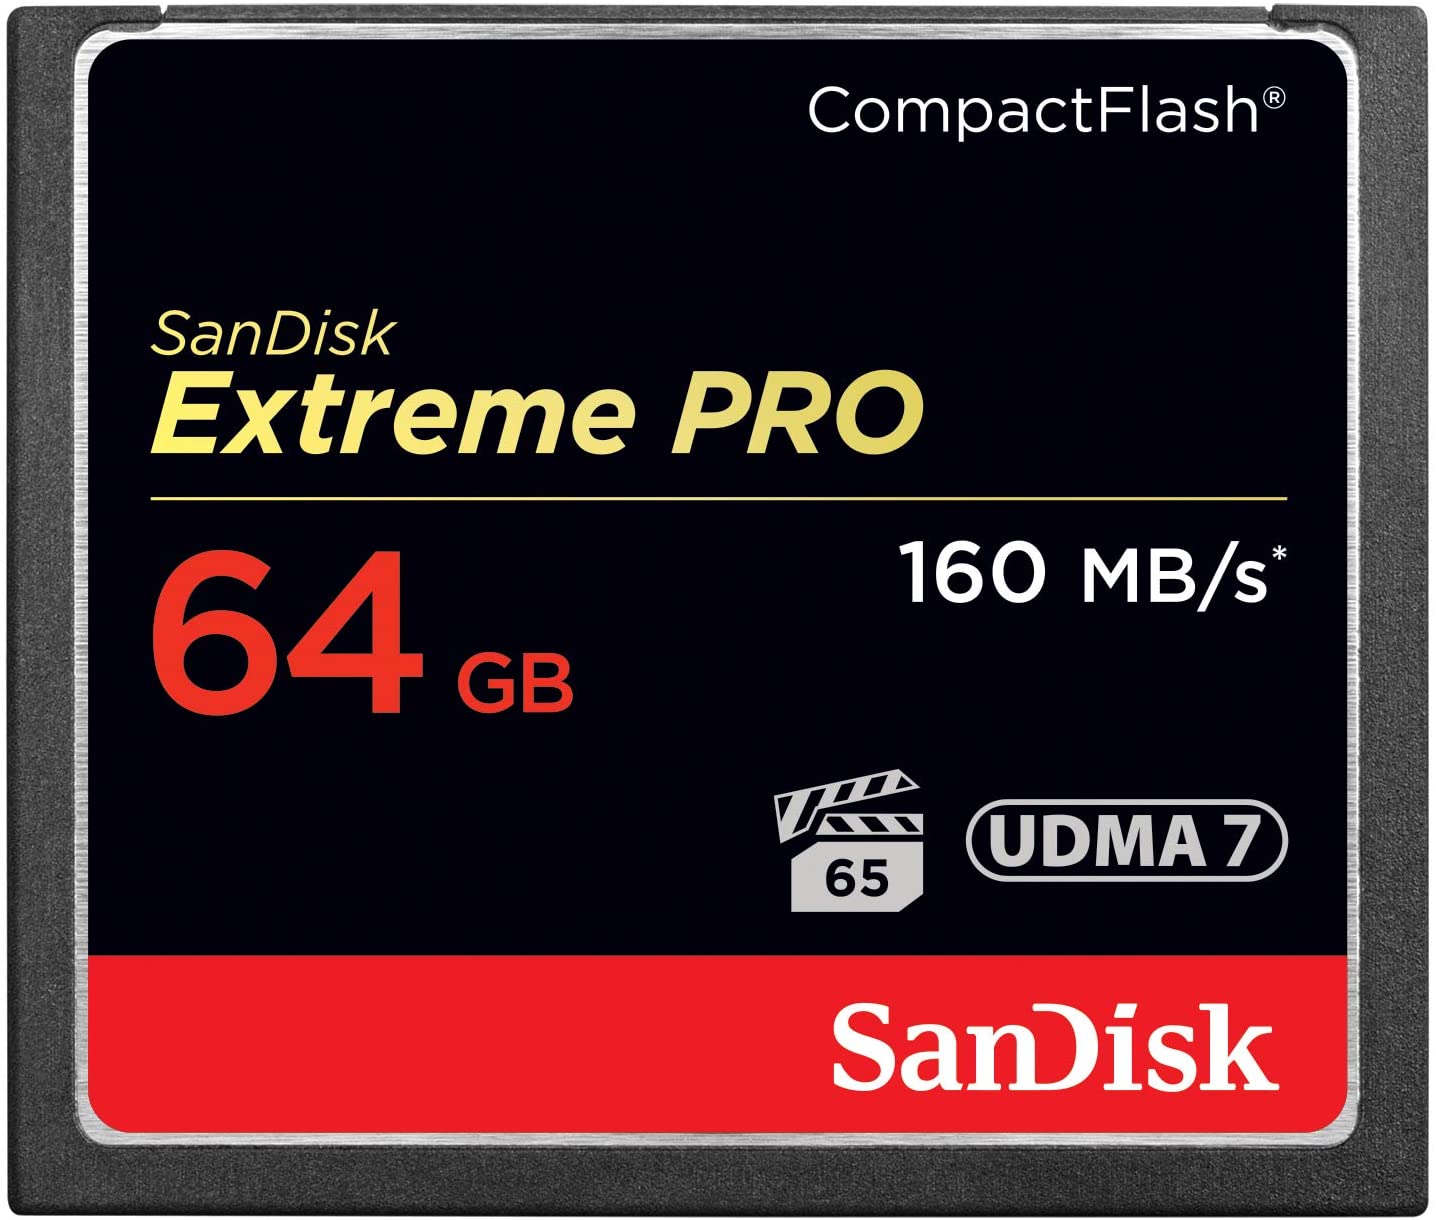 CompactFlash®
SanDisk
Extreme PRO
64 GB
160 MB/s*
65
UDMA 7
SanDisk